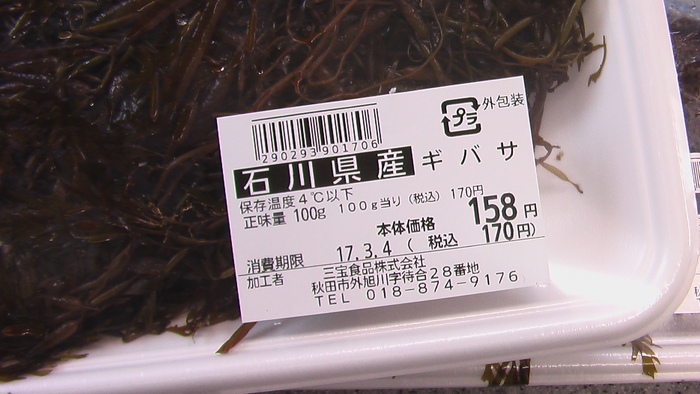 プラ 外包装
290293901706
石川県産 ギバサ
保存温度4℃以下
正味量 100g 100g当り(税込) 170円
本体価格 158円
消費期限 17.3.4 (税込 170円)
加工者 三宝食品株式会社
秋田市外旭川字待合28番地
TEL 018-874-9176